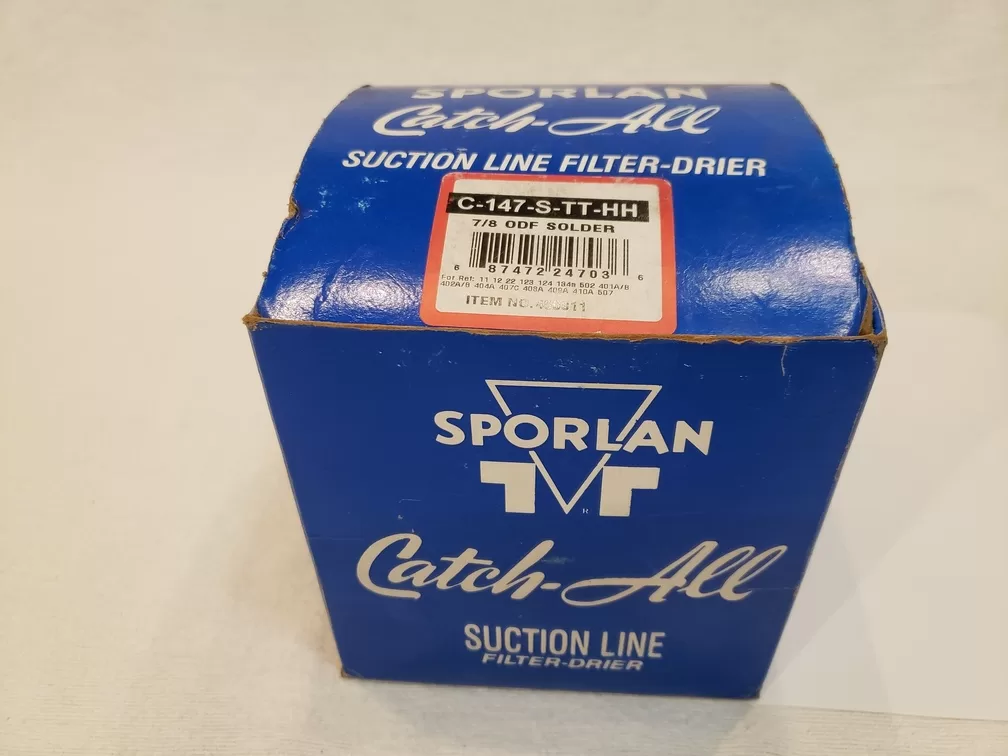 SPORLAN
Catch-All
SUCTION LINE FILTER-DRIER
C-147-S-TT-HH
7/8 ODF SOLDER
6 87472 24703 6
For Ref: 11 12 22 123 124 134a 502 401A/B
402A/B 404A 407C 408A 409A 410A 507
ITEM NO.
SPORLAN
R
Catch-All
SUCTION LINE
FILTER-DRIER